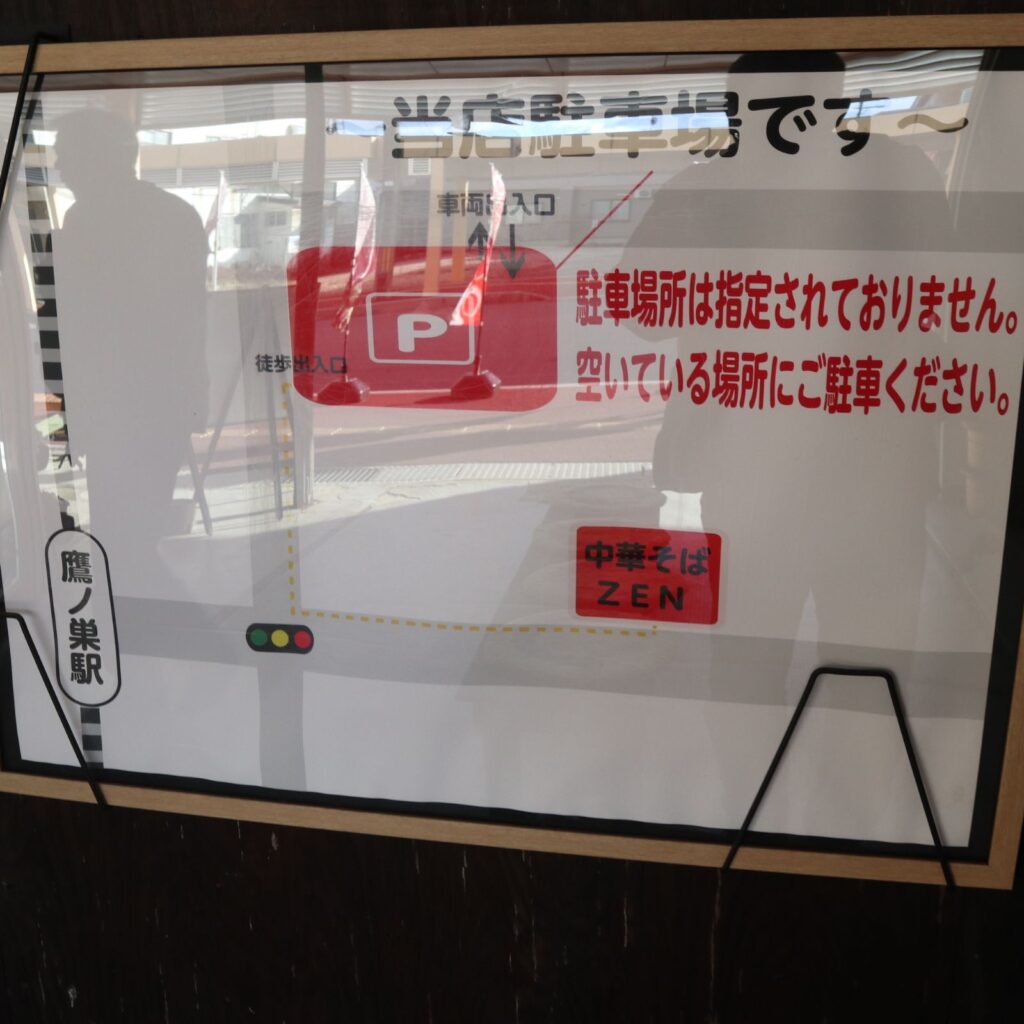 ～当店駐車場です～
車両出入口
P
駐車場所は指定されておりません。
空いている場所にご駐車ください。
徒歩出入口
中華そば
ZEN
鷹ノ巣駅